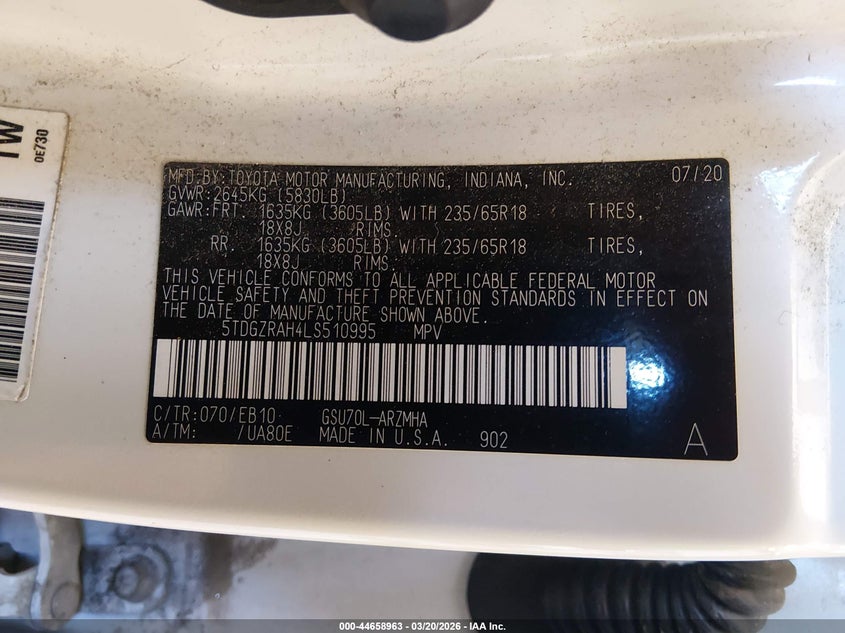 W
0E730
MFD.BY:TOYOTA MOTOR MANUFACTURING, INDIANA, INC. 07/20
GVWR:2645KG (5830LB)
GAWR:FRT. 1635KG (3605LB) WITH 235/65R18 TIRES,
18X8J RIMS.
RR. 1635KG (3605LB) WITH 235/65R18 TIRES,
18X8J RIMS.
THIS VEHICLE CONFORMS TO ALL APPLICABLE FEDERAL MOTOR
VEHICLE SAFETY AND THEFT PREVENTION STANDARDS IN EFFECT ON
THE DATE OF MANUFACTURE SHOWN ABOVE.
5TDGZRAH4LS510995 MPV
C/TR:070/EB10 GSU70L-ARZMHA
A/TM: /UA80E MADE IN U.S.A. 902 A
000-44658963 | 03/20/2026 | IAA Inc.